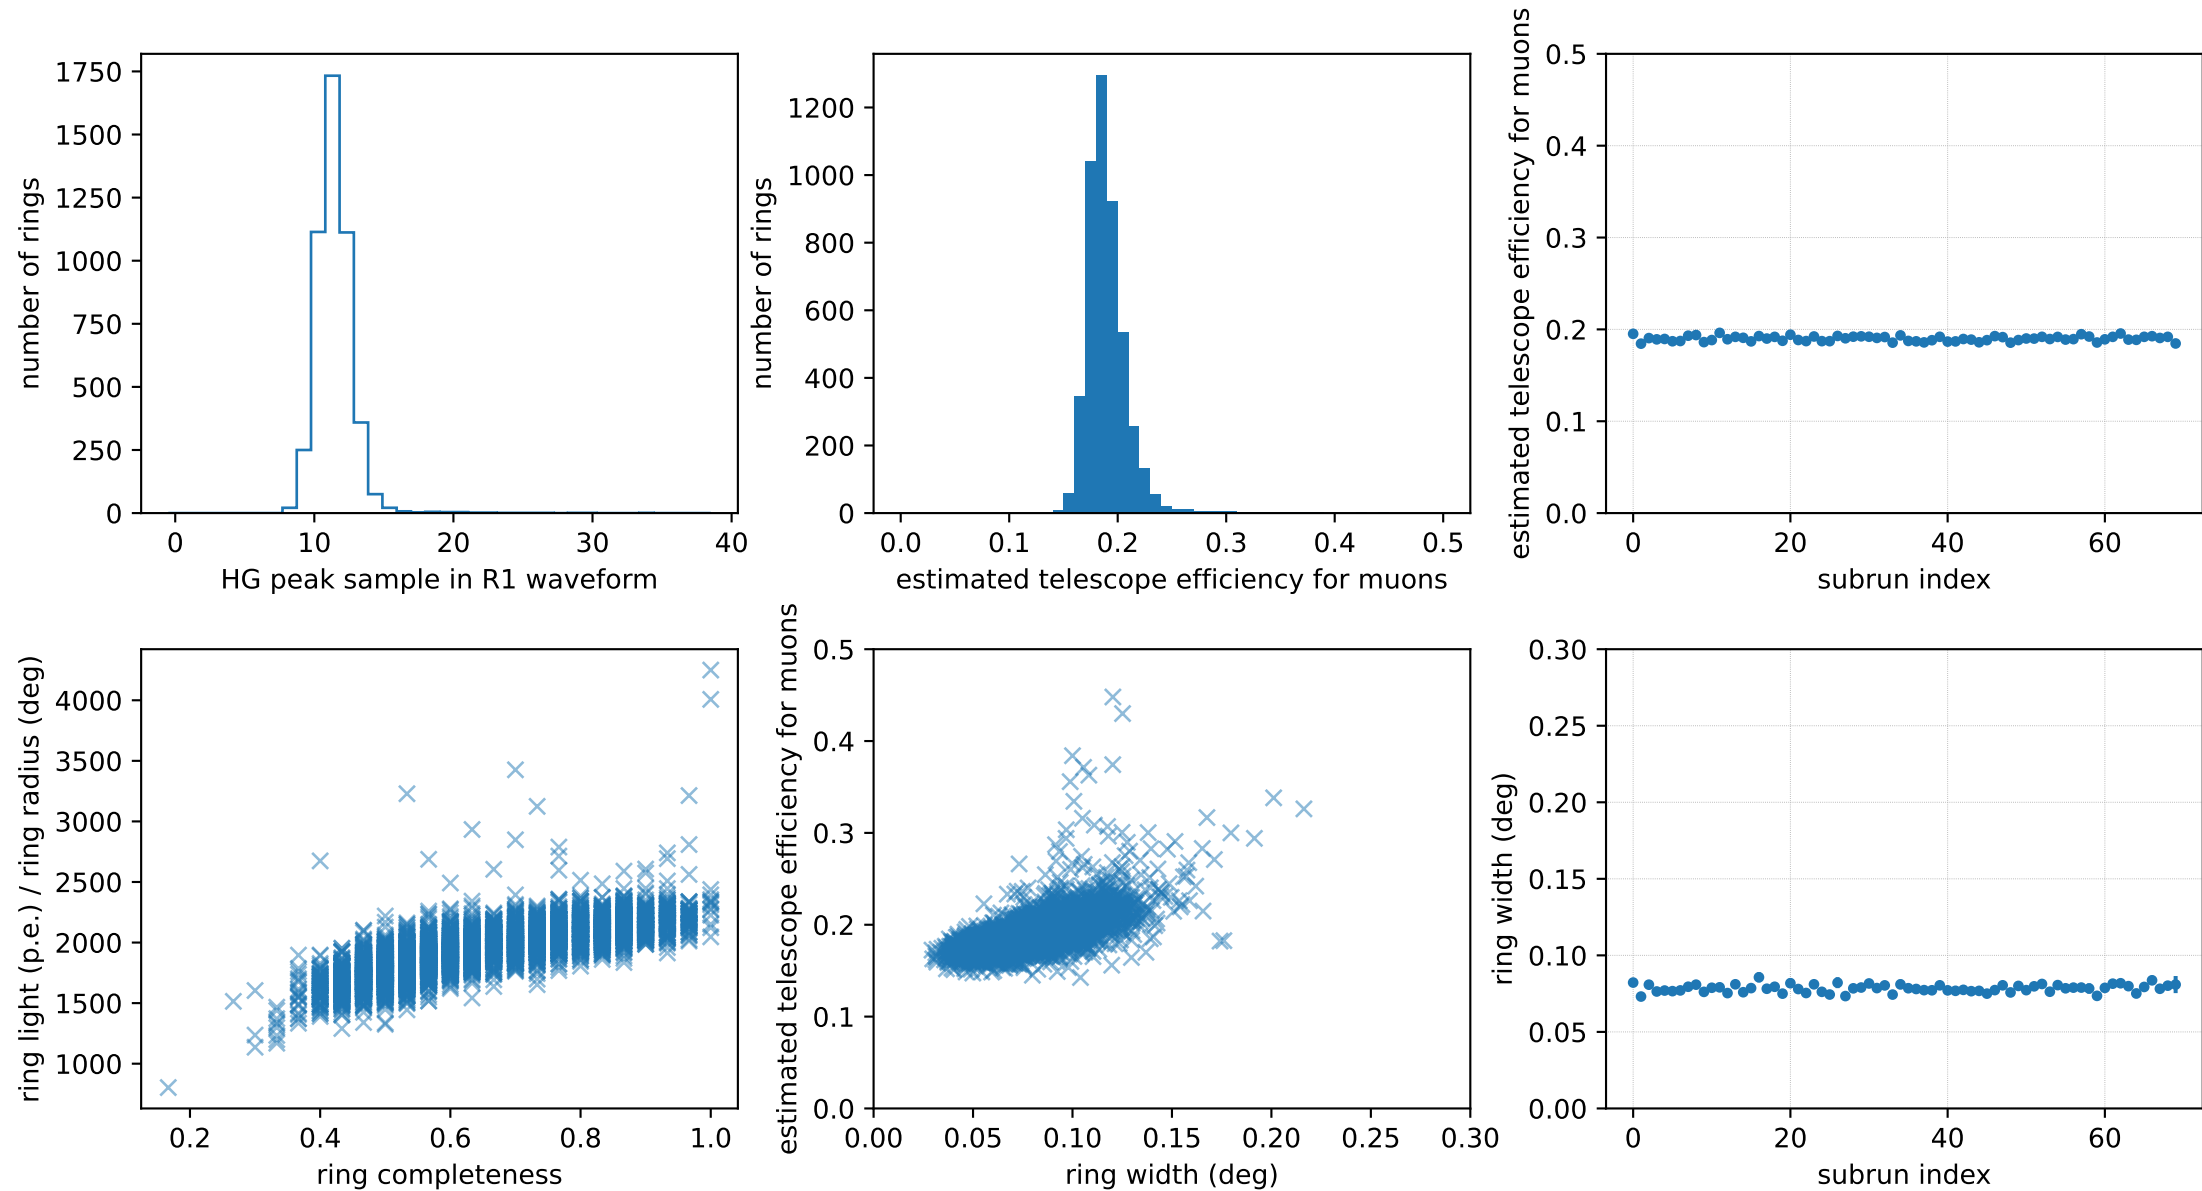 number of rings
1750
1500
1250
1000
750
500
250
0
0 10 20 30 40
HG peak sample in R1 waveform
number of rings
1200
1000
800
600
400
200
0
0.0 0.1 0.2 0.3 0.4 0.5
estimated telescope efficiency for muons
estimated telescope efficiency for muons
0.5
0.4
0.3
0.2
0.1
0.0
0 20 40 60
subrun index
ring light (p.e.) / ring radius (deg)
4000
3500
3000
2500
2000
1500
1000
0.2 0.4 0.6 0.8 1.0
ring completeness
estimated telescope efficiency for muons
0.5
0.4
0.3
0.2
0.1
0.0
0.00 0.05 0.10 0.15 0.20 0.25 0.30
ring width (deg)
ring width (deg)
0.30
0.25
0.20
0.15
0.10
0.05
0.00
0 20 40 60
subrun index